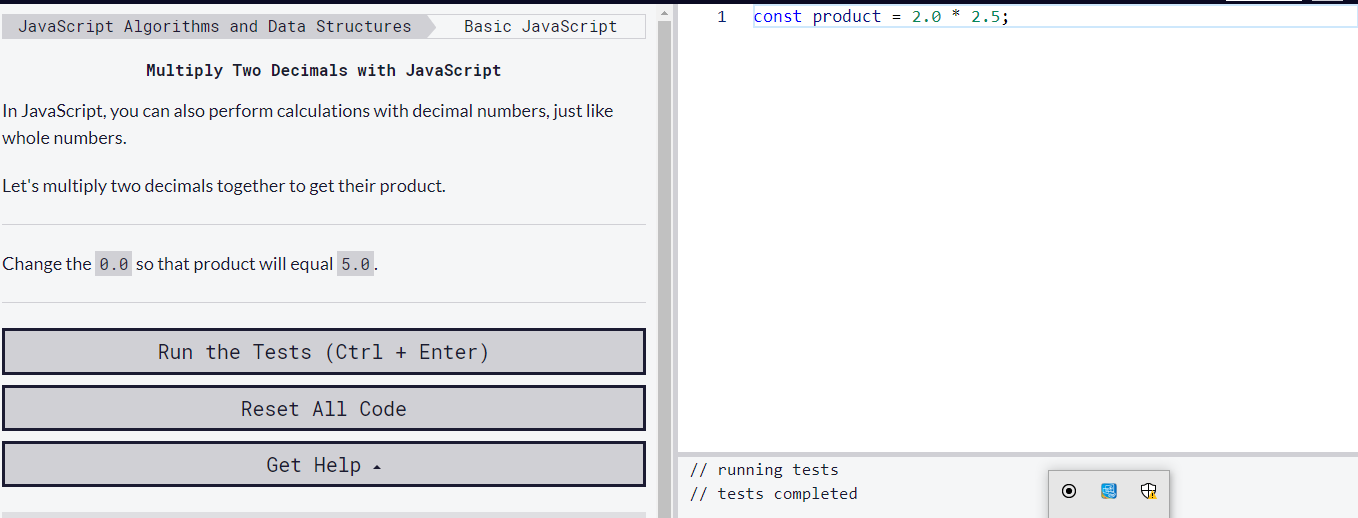 JavaScript Algorithms and Data Structures
Basic JavaScript
Multiply Two Decimals with JavaScript
In JavaScript, you can also perform calculations with decimal numbers, just like
whole numbers.
Let's multiply two decimals together to get their product.
Change the 0.0 so that product will equal 5.0.
Run the Tests (Ctrl + Enter)
Reset All Code
Get Help
1 const product = 2.0 * 2.5;
// running tests
// tests completed